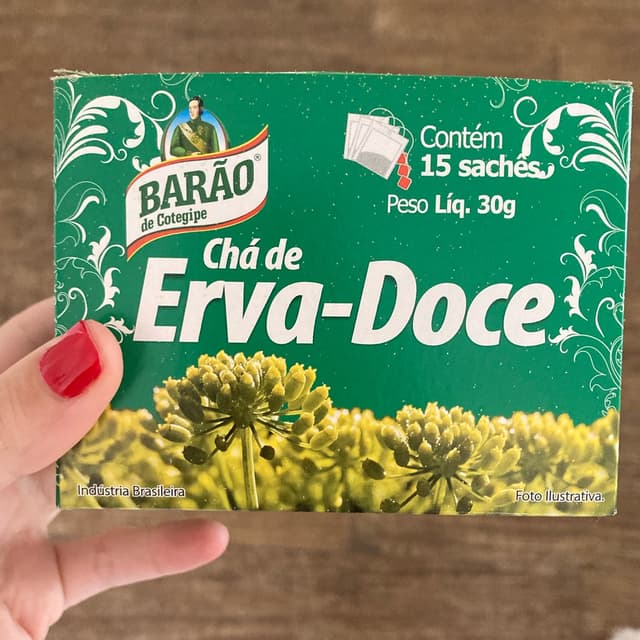 BARÃO®
de Cotegipe
Contém
15 sachês
Peso Líq. 30g
Chá de
Erva-Doce
Indústria Brasileira
Foto Ilustrativa.